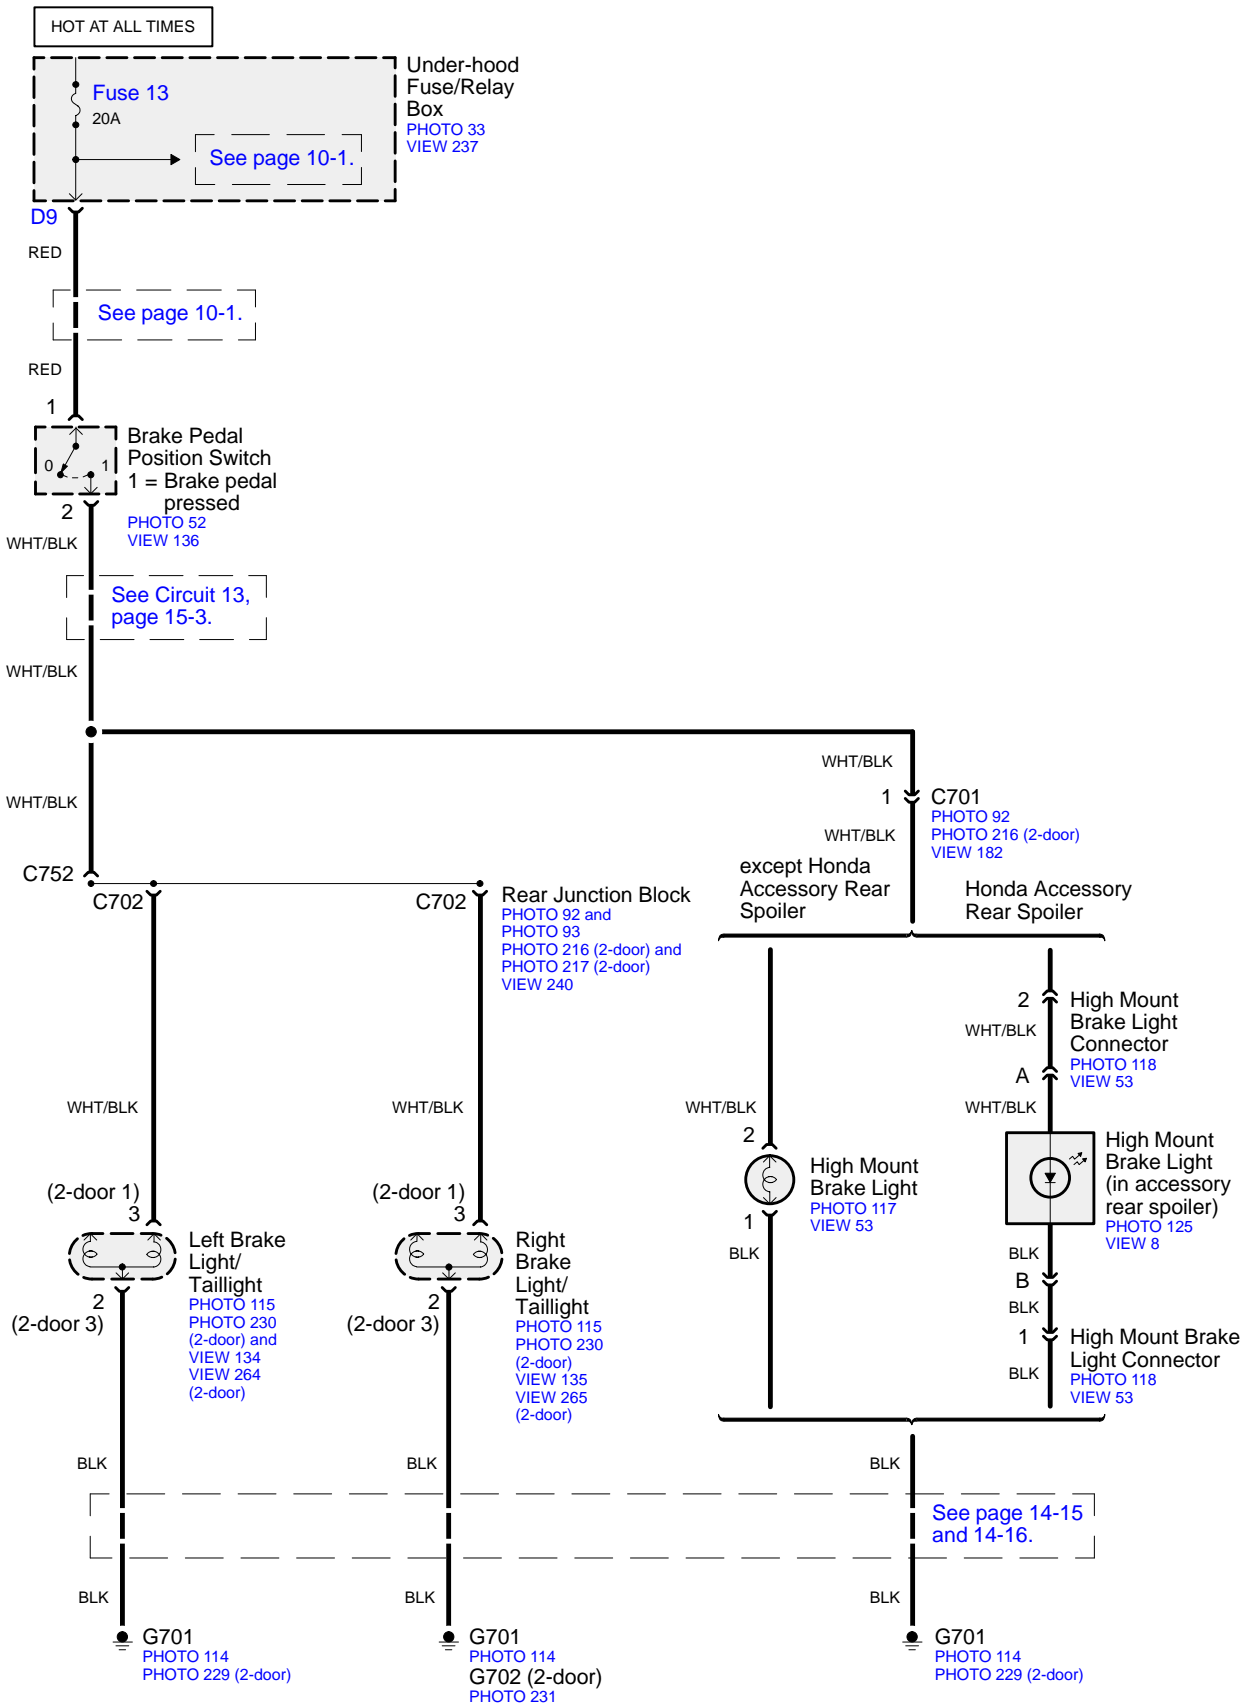 HOT AT ALL TIMES
Under-hood
Fuse/Relay
Box
PHOTO 33
VIEW 237
Fuse 13
20A
See page 10-1.
D9
RED
See page 10-1.
RED
1
Brake Pedal
Position Switch
1 = Brake pedal
pressed
PHOTO 52
VIEW 136
0
1
2
WHT/BLK
See Circuit 13,
page 15-3.
WHT/BLK
WHT/BLK
WHT/BLK
1
C701
PHOTO 92
PHOTO 216 (2-door)
VIEW 182
WHT/BLK
C752
C702
C702
Rear Junction Block
PHOTO 92 and
PHOTO 93
PHOTO 216 (2-door) and
PHOTO 217 (2-door)
VIEW 240
except Honda
Accessory Rear
Spoiler
Honda Accessory
Rear Spoiler
2
High Mount
Brake Light
Connector
PHOTO 118
VIEW 53
WHT/BLK
A
WHT/BLK
WHT/BLK
WHT/BLK
WHT/BLK
(2-door 1)
3
Left Brake
Light/
Taillight
PHOTO 115
PHOTO 230
(2-door) and
VIEW 134
VIEW 264
(2-door)
2
(2-door 3)
(2-door 1)
3
Right
Brake
Light/
Taillight
PHOTO 115
PHOTO 230
(2-door)
VIEW 135
VIEW 265
(2-door)
2
(2-door 3)
2
High Mount
Brake Light
PHOTO 117
VIEW 53
1
BLK
High Mount
Brake Light
(in accessory
rear spoiler)
PHOTO 125
VIEW 8
BLK
B
BLK
1
High Mount Brake
Light Connector
PHOTO 118
VIEW 53
BLK
BLK
BLK
BLK
See page 14-15
and 14-16.
BLK
BLK
BLK
G701
PHOTO 114
PHOTO 229 (2-door)
G701
PHOTO 114
G702 (2-door)
PHOTO 231
G701
PHOTO 114
PHOTO 229 (2-door)